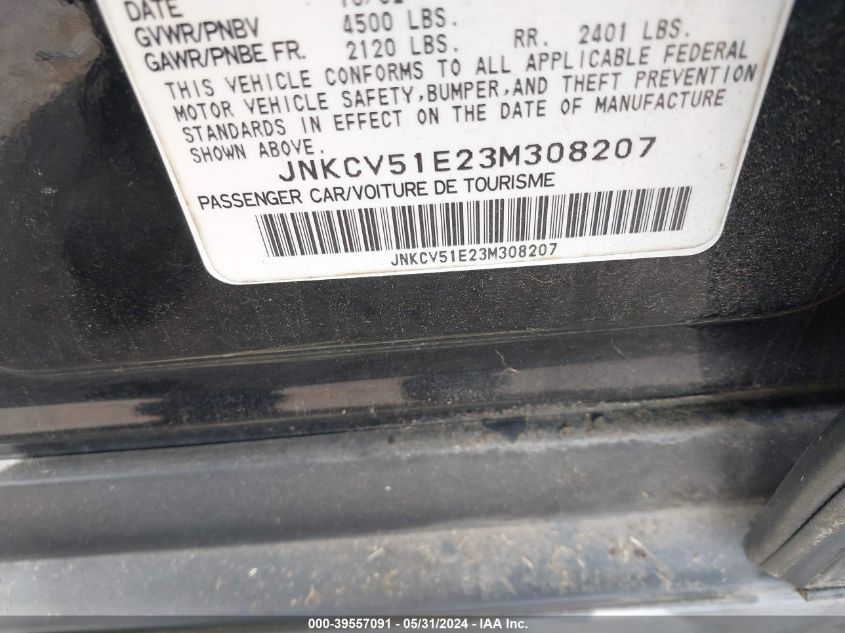 DATE
GVWR/PNBV 4500 LBS.
GAWR/PNBE FR. 2120 LBS. RR. 2401 LBS.
THIS VEHICLE CONFORMS TO ALL APPLICABLE FEDERAL
MOTOR VEHICLE SAFETY,BUMPER,AND THEFT PREVENTION
STANDARDS IN EFFECT ON THE DATE OF MANUFACTURE
SHOWN ABOVE.
JNKCV51E23M308207
PASSENGER CAR/VOITURE DE TOURISME
JNKCV51E23M308207
000-39557091 - 05/31/2024 - IAA Inc.